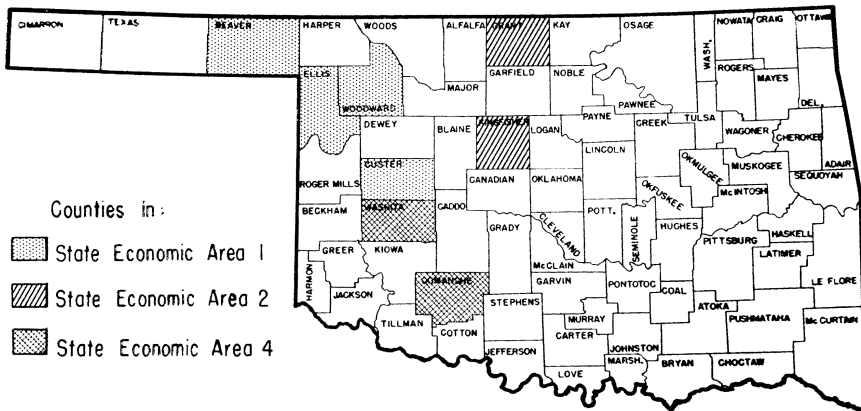 CIMARRON
TEXAS
BEAVER
HARPER
WOODS
ALFALFA
GRANT
KAY
OSAGE
NOWATA
CRAIG
OTTAWA
WASH.
ELLIS
WOODWARD
MAJOR
GARFIELD
NOBLE
PAWNEE
ROGERS
MAYES
DEL.
DEWEY
BLAINE
KINGFISHER
LOGAN
PAYNE
CREEK
TULSA
WAGONER
CHEROKEE
ADAIR
LINCOLN
CUSTER
ROGER MILLS
CANADIAN
OKLAHOMA
OKFUSKEE
OKMULGEE
MUSKOGEE
SEQUOYAH
McINTOSH
BECKHAM
WASHITA
CADDO
GRADY
CLEVELAND
POTT.
SEMINOLE
HUGHES
PITTSBURG
HASKELL
LATIMER
LE FLORE
Counties in:
State Economic Area 1
State Economic Area 2
State Economic Area 4
GREER
KIOWA
HARMON
JACKSON
COMANCHE
McCLAIN
GARVIN
PONTOTOC
COAL
ATOKA
PUSHMATAHA
McCURTAIN
TILLMAN
COTTON
STEPHENS
MURRAY
CARTER
JOHNSTON
JEFFERSON
LOVE
MARSH.
BRYAN
CHOCTAW